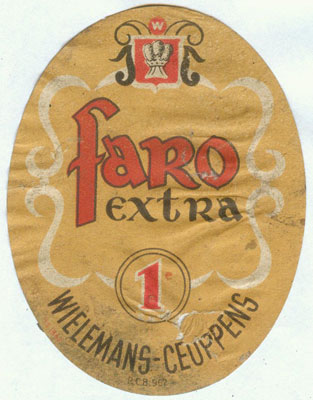 W
faro
EXTRA
1e
WIELEMANS-CEUPPENS